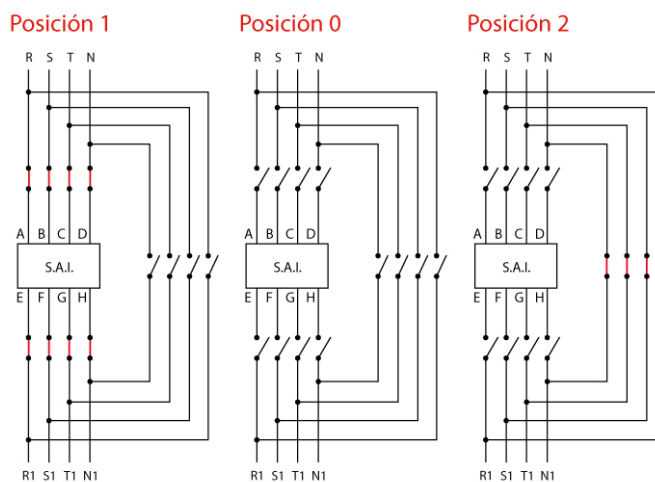 Posición 1
R S T N
A B C D
S.A.I.
E F G H
R1 S1 T1 N1
Posición 0
R S T N
A B C D
S.A.I.
E F G H
R1 S1 T1 N1
Posición 2
R S T N
A B C D
S.A.I.
E F G H
R1 S1 T1 N1